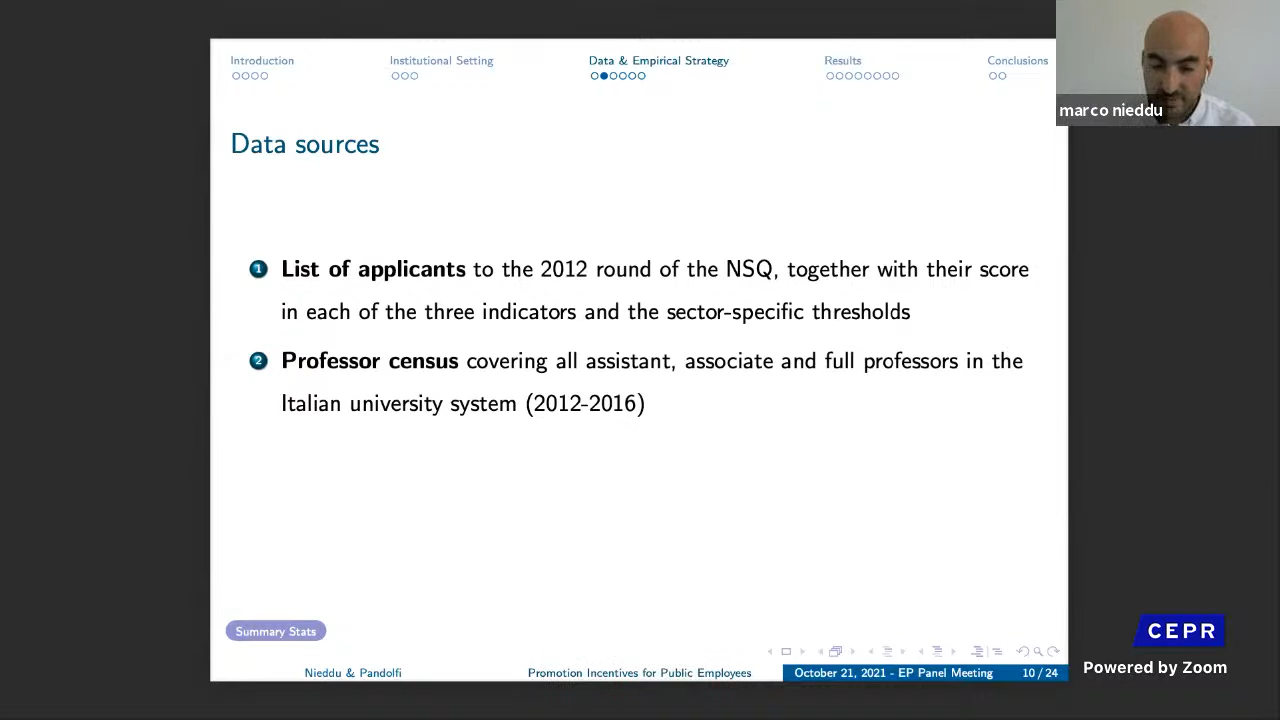 Introduction
Institutional Setting
Data & Empirical Strategy
Results
Conclusions
marco nieddu
Data sources
1 List of applicants to the 2012 round of the NSQ, together with their score
in each of the three indicators and the sector-specific thresholds
2 Professor census covering all assistant, associate and full professors in the
Italian university system (2012-2016)
Summary Stats
CEPR
Powered by Zoom
Nieddu & Pandolfi
Promotion Incentives for Public Employees
October 21, 2021 - EP Panel Meeting
10 / 24